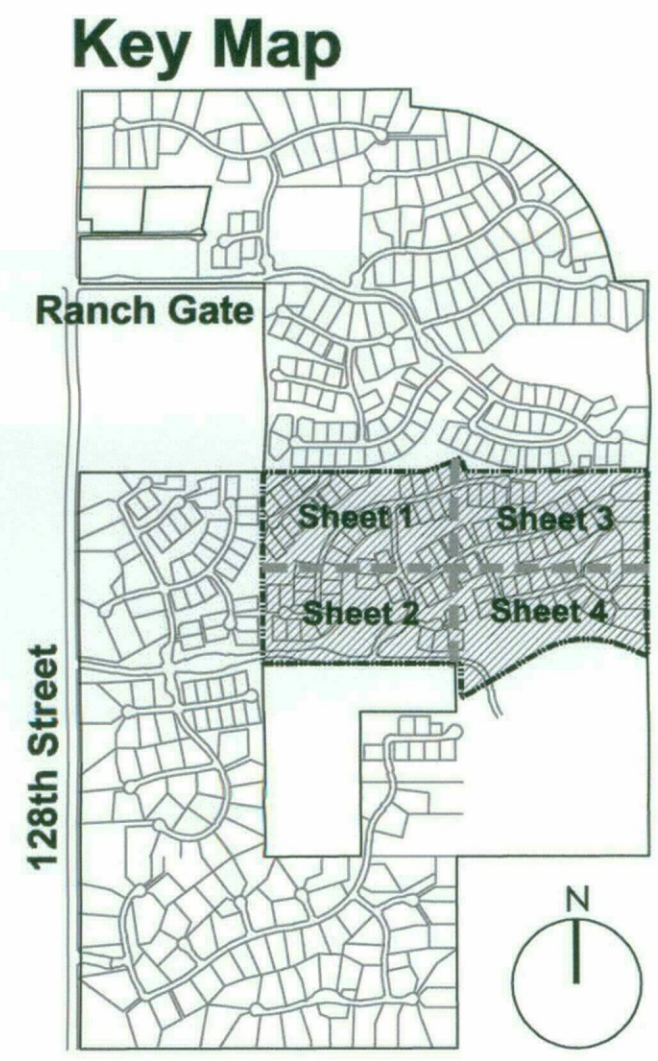 Key Map
Ranch Gate
Sheet 1
Sheet 3
Sheet 2
Sheet 4
128th Street
N